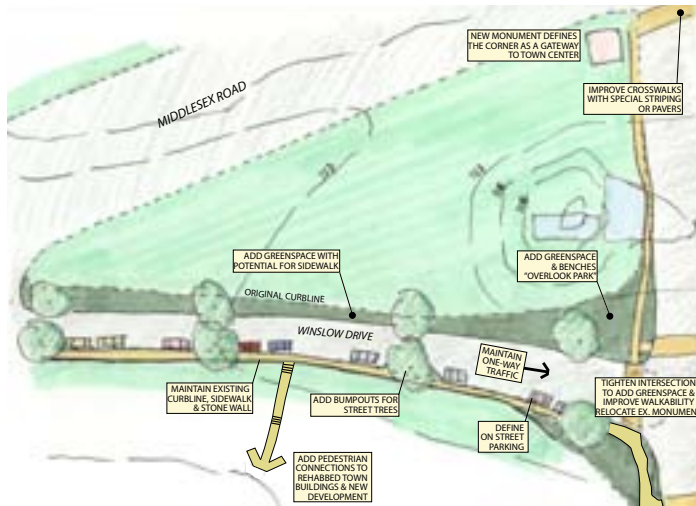 NEW MONUMENT DEFINES
THE CORNER AS A GATEWAY
TO TOWN CENTER
IMPROVE CROSSWALKS
WITH SPECIAL STRIPING
OR PAVERS
MIDDLESEX ROAD
ADD GREENSPACE WITH
POTENTIAL FOR SIDEWALK
ADD GREENSPACE
& BENCHES
"OVERLOOK PARK"
ORIGINAL CURBLINE
WINSLOW DRIVE
MAINTAIN
ONE-WAY
TRAFFIC
MAINTAIN EXISTING
CURBLINE, SIDEWALK
& STONE WALL
ADD BUMPOUTS FOR
STREET TREES
TIGHTEN INTERSECTION
TO ADD GREENSPACE &
IMPROVE WALKABILITY
RELOCATE EX. MONUMEN
DEFINE
ON STREET
PARKING
ADD PEDESTRIAN
CONNECTIONS TO
REHABBED TOWN
BUILDINGS & NEW
DEVELOPMENT